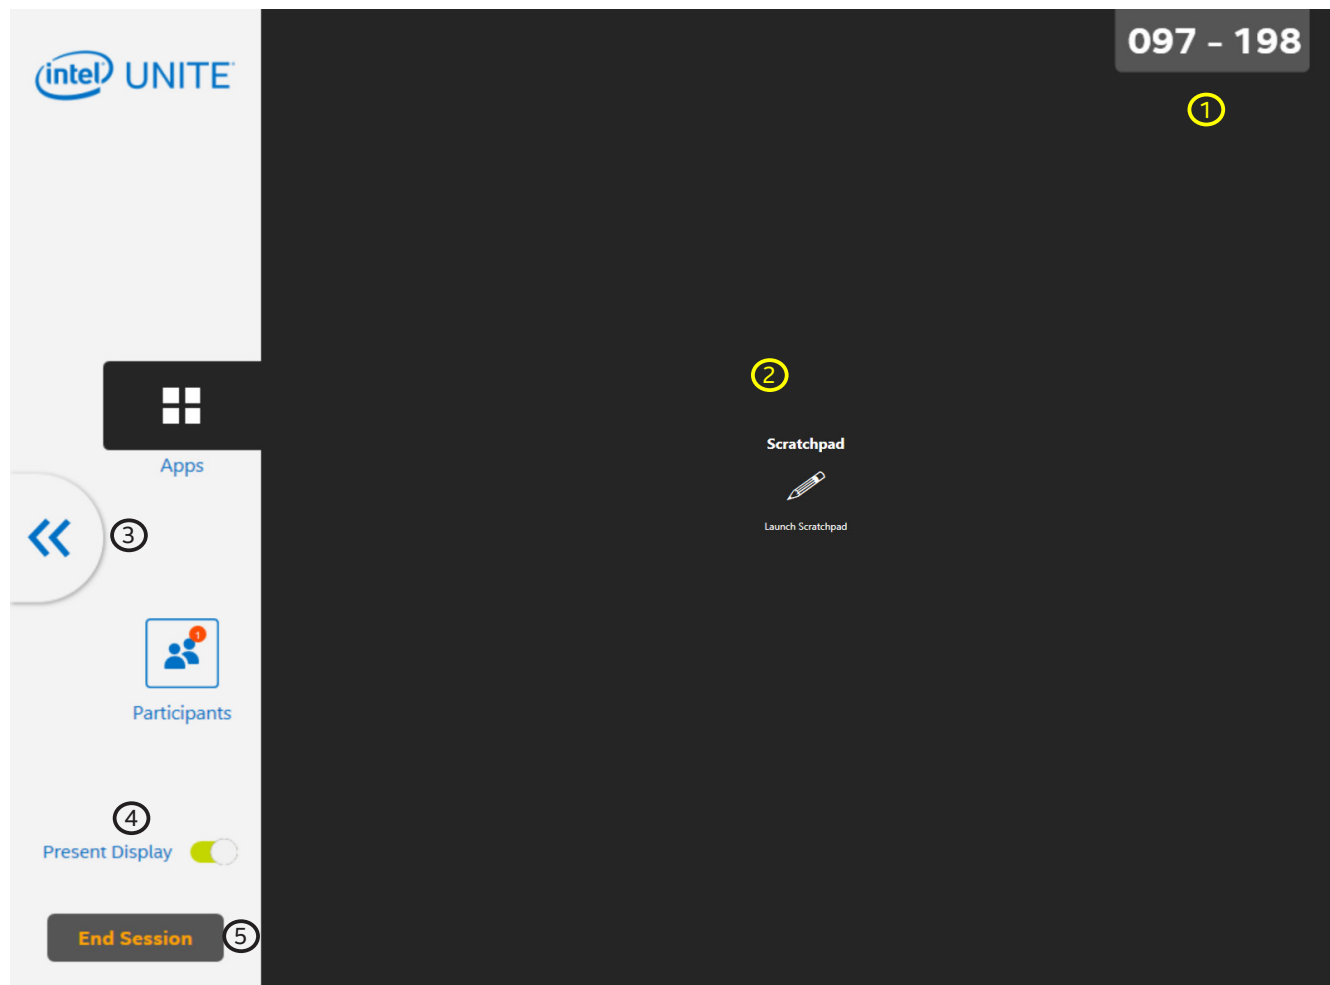 intel UNITE
097 - 198
1
2
Scratchpad
Launch Scratchpad
Apps
3
1
Participants
4
Present Display
End Session
5